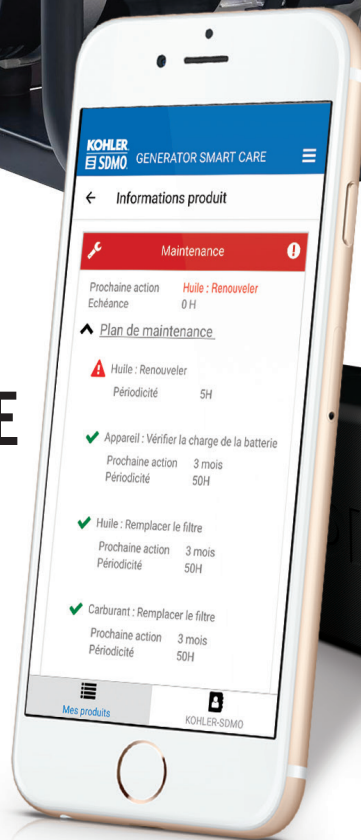 KOHLER
SDMO GENERATOR SMART CARE
Informations produit
Maintenance
Prochaine action Huile : Renouveler
Echéance 0 H
Plan de maintenance
Huile : Renouveler
Périodicité 5H
Appareil : Vérifier la charge de la batterie
Prochaine action 3 mois
Périodicité 50H
Huile : Remplacer le filtre
Prochaine action 3 mois
Périodicité 50H
Carburant : Remplacer le filtre
Prochaine action 3 mois
Périodicité 50H
Mes produits KOHLER-SDMO
E